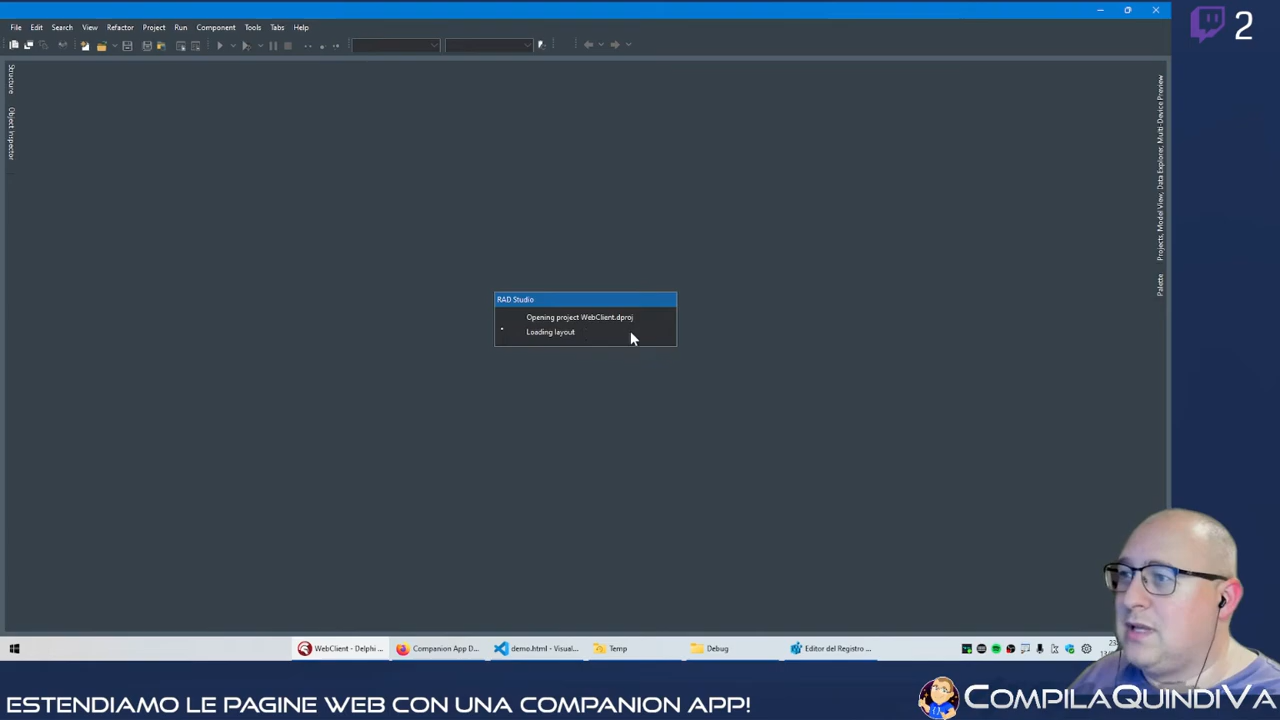 2
File Edit Search View Refactor Project Run Component Tools Tabs Help
Structure
Object Inspector
Projects, Model View, Data Explorer, Multi-Device Preview
Palette
RAD Studio
Opening project WebClient.dproj
Loading layout
WebClient - Delphi ...
Companion App D...
demo.html - Visual...
Temp
Debug
Editor del Registro ...
ESTENDIAMO LE PAGINE WEB CON UNA COMPANION APP!
COMPILAQUINDIVA